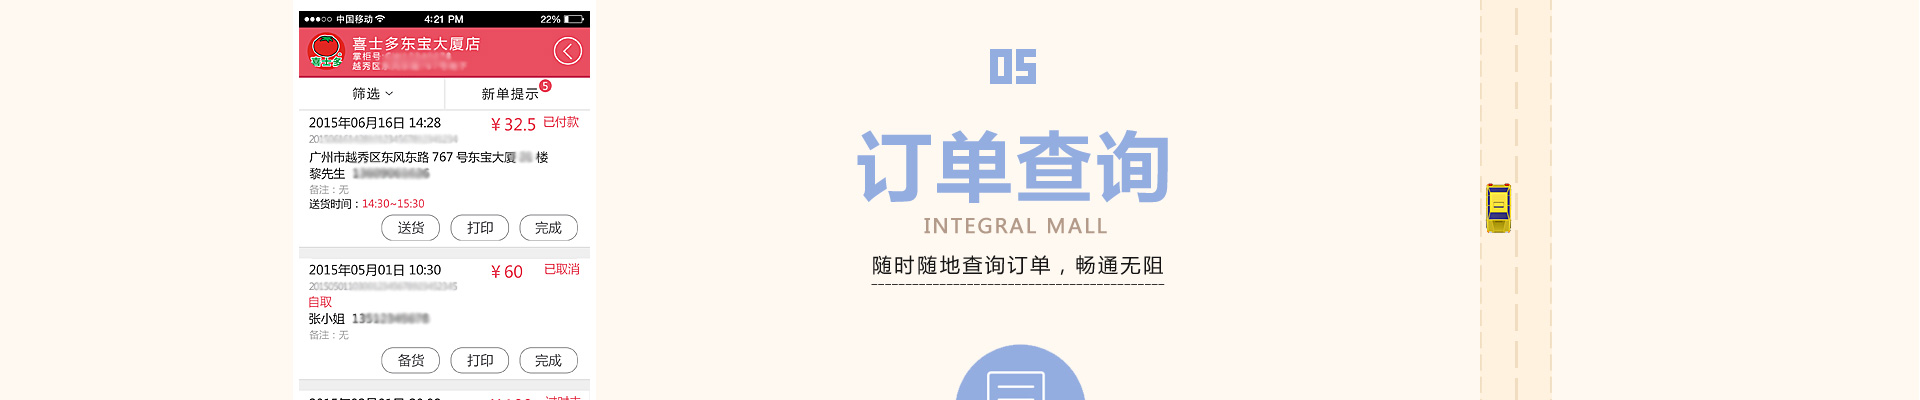 中国移动 4:21 PM 22%
喜士多东宝大厦店
喜士多
掌柜号
越秀区
筛选 新单提示 5
2015年06月16日 14:28 ¥32.5 已付款
广州市越秀区东风东路 767 号东宝大厦 楼
黎先生
备注：无
送货时间：14:30~15:30
送货 打印 完成
2015年05月01日 10:30 ¥60 已取消
自取
张小姐
备注：无
备货 打印 完成
05
订单查询
INTEGRAL MALL
随时随地查询订单，畅通无阻